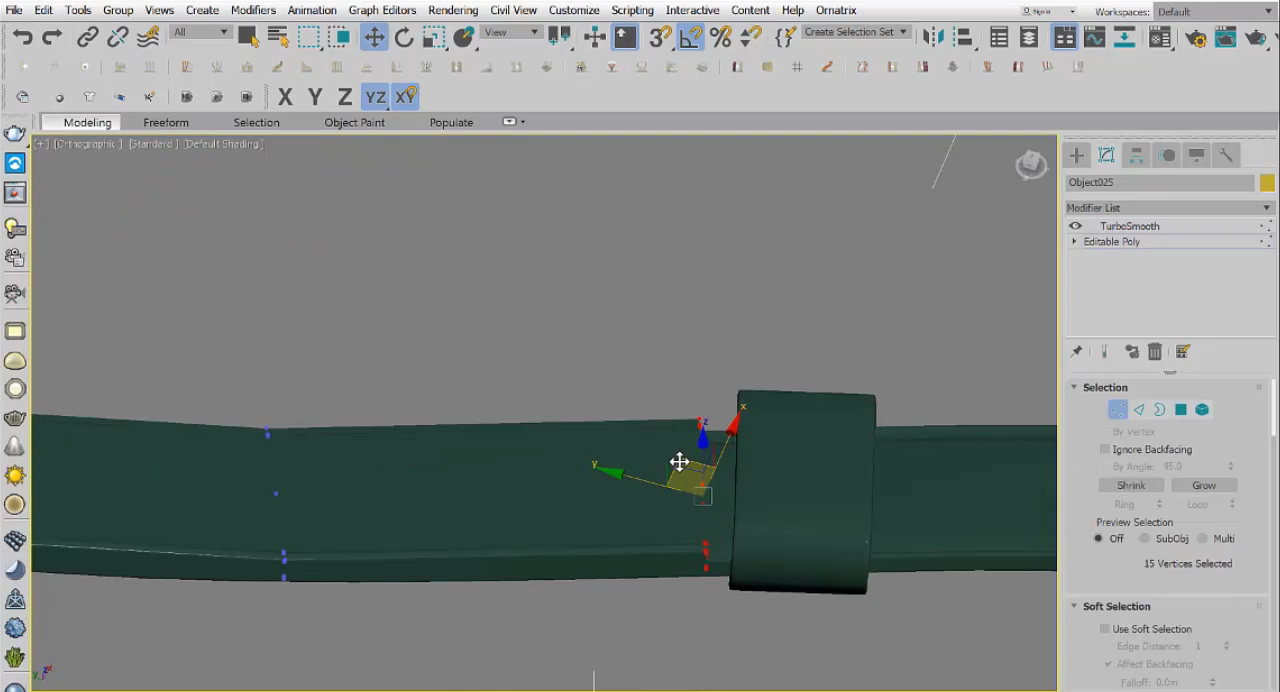 File Edit Tools Group Views Create Modifiers Animation Graph Editors Rendering Civil View Customize Scripting Interactive Content Help Ornatrix Sign In Workspaces: Default
All View 3 Create Selection Set
X Y Z YZ XY
Modeling Freeform Selection Object Paint Populate
[+] [Orthographic ] [Standard ] [Default Shading ]
Object025
Modifier List
TurboSmooth
Editable Poly
x
z
y
Selection
By Vertex
Ignore Backfacing
By Angle: 45.0
Shrink Grow
Ring Loop
Preview Selection
Off SubObj Multi
15 Vertices Selected
Soft Selection
Use Soft Selection
Edge Distance: 1
Affect Backfacing
Falloff: 0.0m
y z x